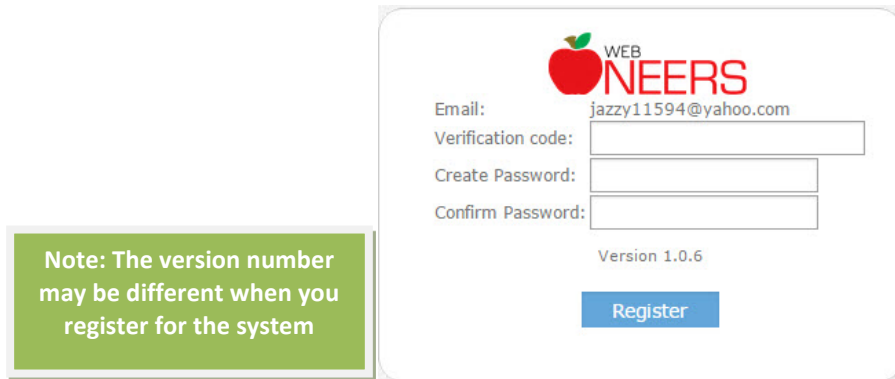 WEB
NEERS
Email: jazzy11594@yahoo.com
Verification code:
Create Password:
Confirm Password:
Version 1.0.6
Register
Note: The version number
may be different when you
register for the system